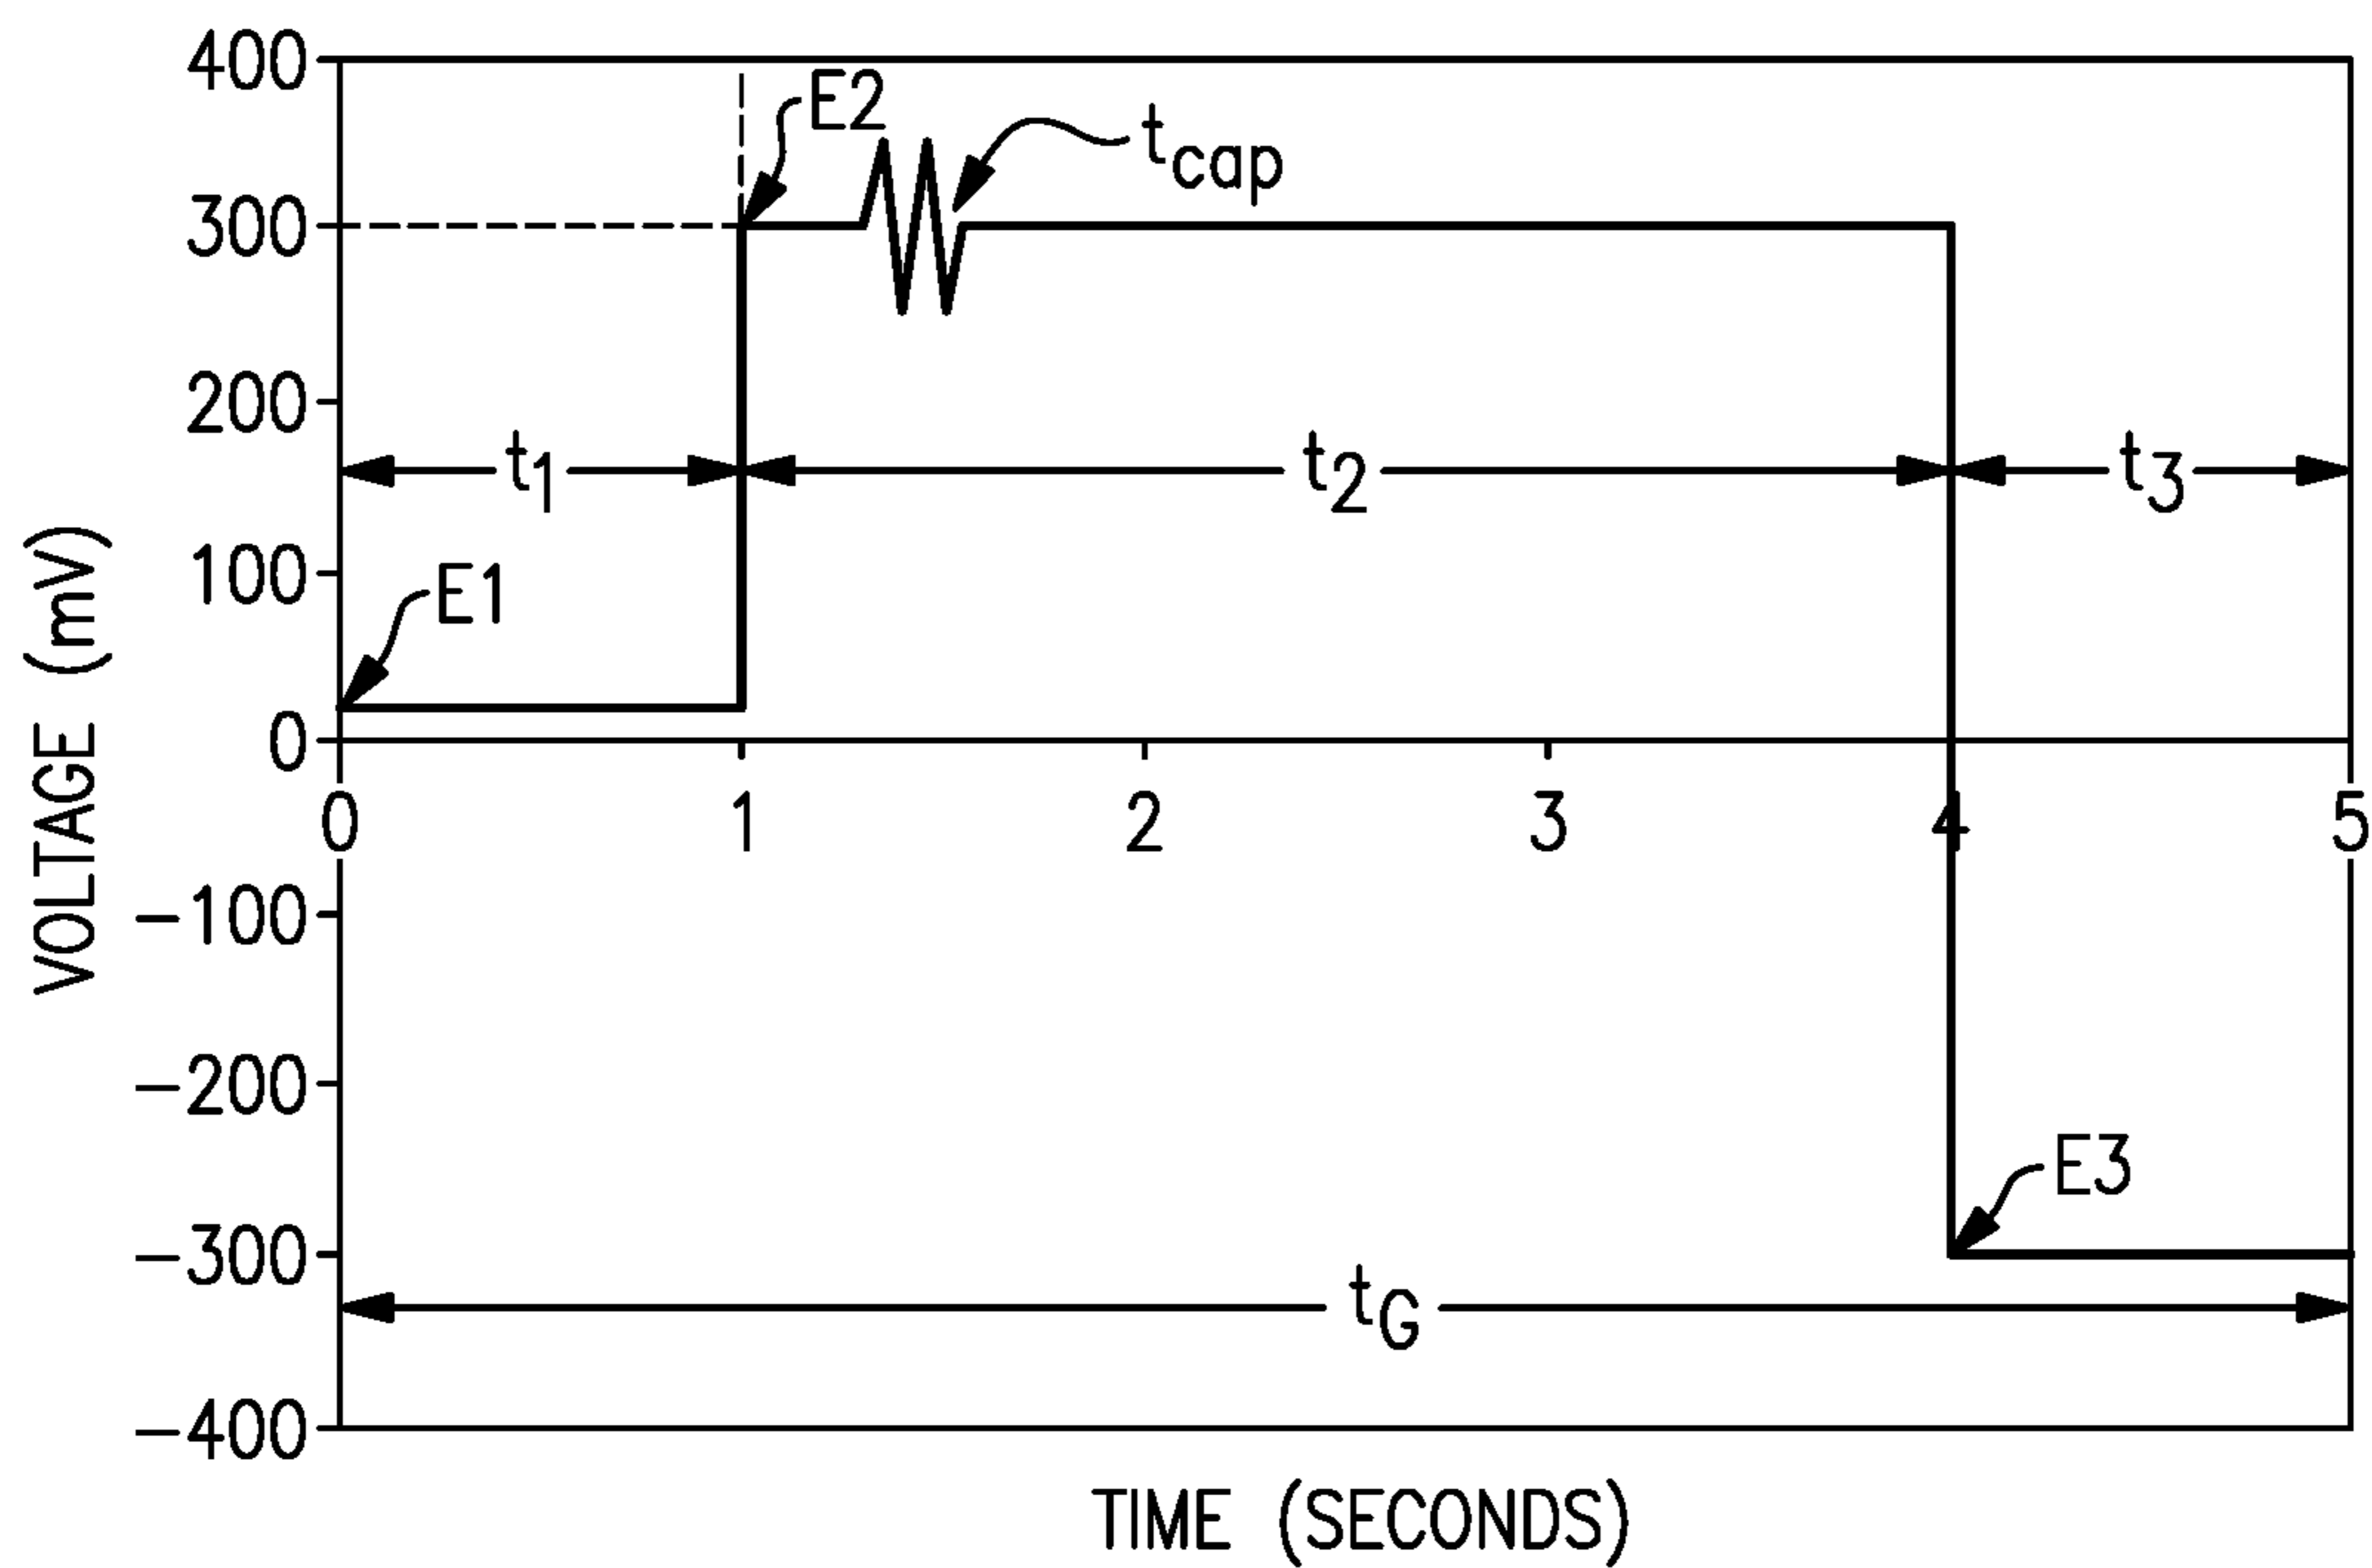 400
E2
tcap
300
200
t1
t2
t3
100
E1
VOLTAGE (mV)
0
0 1 2 3 4 5
-100
-200
E3
-300
tG
-400
TIME (SECONDS)